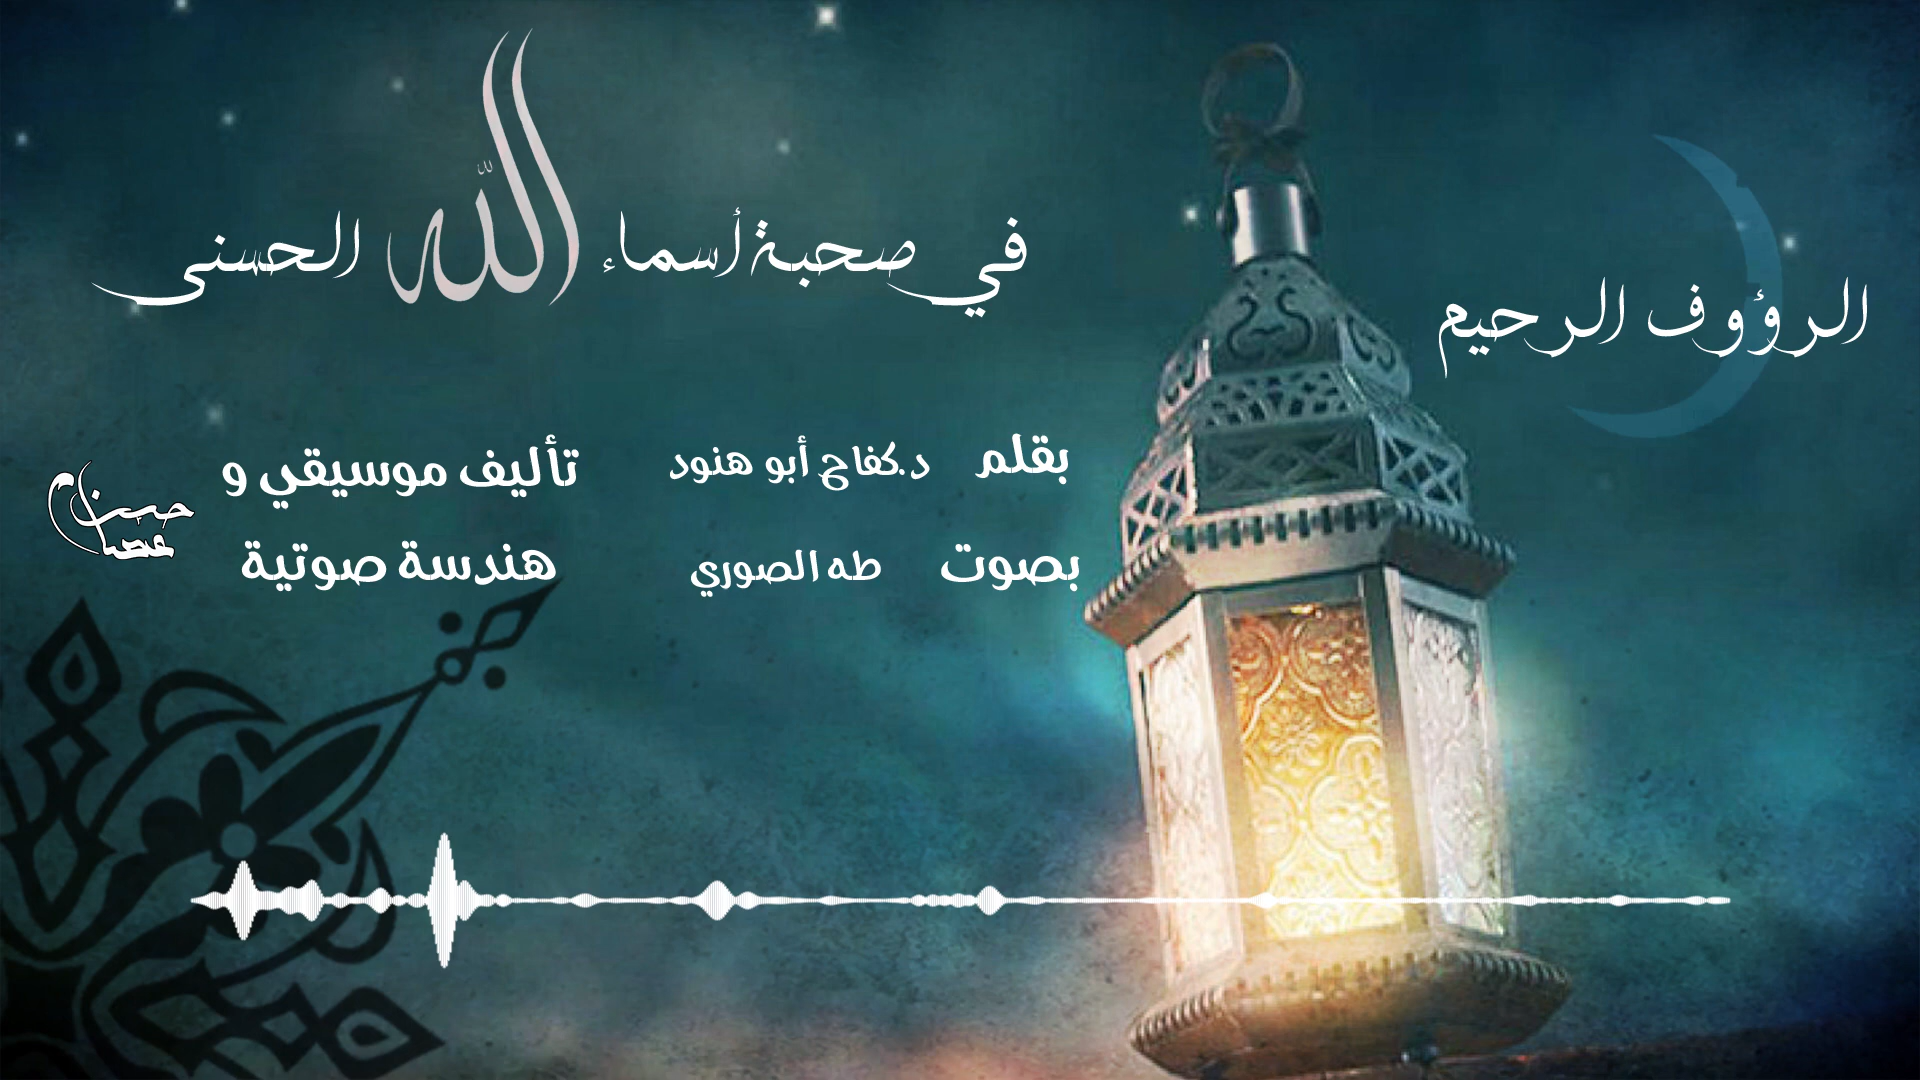 في صحبة أسماء الله الحسنى
الرؤوف الرحيم
بقلم د.كفاح أبو هنود
بصوت طه الصوري
تأليف موسيقي و
هندسة صوتية